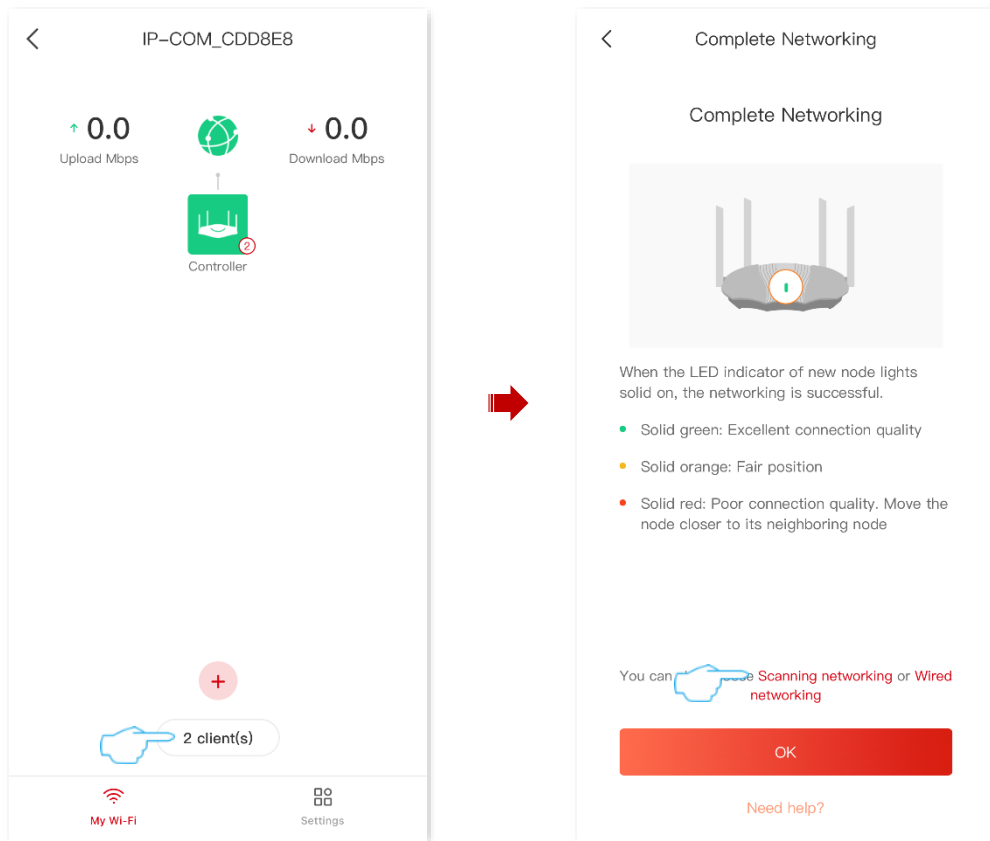 IP-COM_CDD8E8
0.0
0.0
Upload Mbps
Download Mbps
2
Controller
2 client(s)
My Wi-Fi
Settings
Complete Networking
Complete Networking
When the LED indicator of new node lights
solid on, the networking is successful.
Solid green: Excellent connection quality
Solid orange: Fair position
Solid red: Poor connection quality. Move the
node closer to its neighboring node
You can Scanning networking or Wired
networking
OK
Need help?